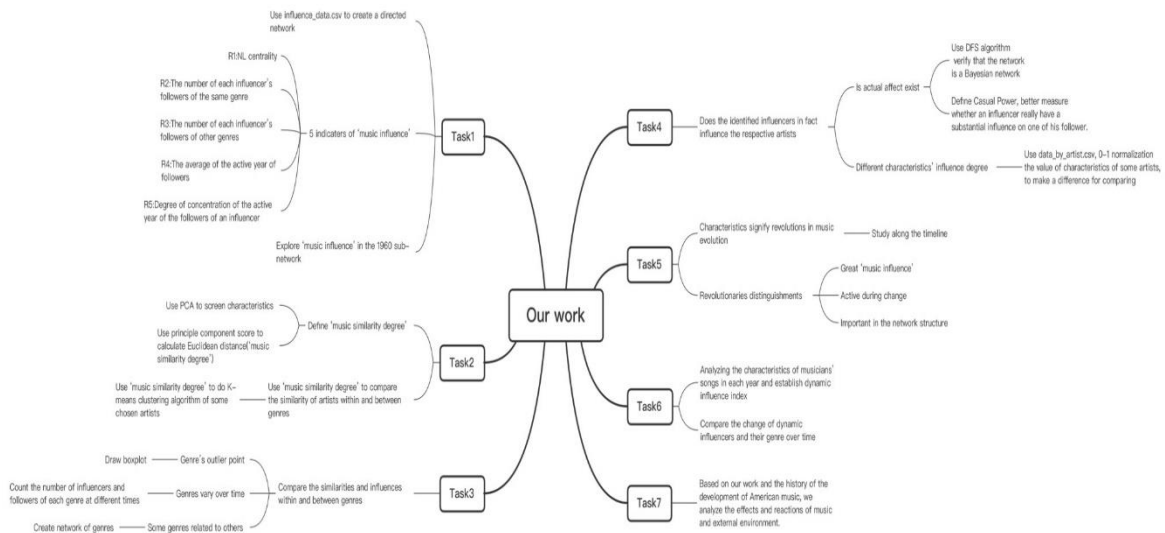 Our work
Task1
Use influence_data.csv to create a directed
network
5 indicators of 'music influence'
R1:NL centrality
R2:The number of each influencer's
followers of the same genre
R3:The number of each influencer's
followers of other genres
R4:The average of the active year of
followers
R5:Degree of concentration of the active
year of the followers of an influencer
Explore 'music influence' in the 1960 sub-
network
Task2
Define 'music similarity degree'
Use PCA to screen characteristics
Use principle component score to
calculate Euclidean distance('music
similarity degree')
Use 'music similarity degree' to compare
the similarity of artists within and between
genres
Use 'music similarity degree' to do K-
means clustering algorithm of some
chosen artists
Task3
Compare the similarities and influences
within and between genres
Genre's outlier point
Draw boxplot
Genres vary over time
Count the number of influencers and
followers of each genre at different times
Some genres related to others
Create network of genres
Task4
Does the identified influencers in fact
influence the respective artists
Is actual affect exist
Use DFS algorithm
verify that the network
is a Bayesian network
Define Casual Power, better measure
whether an influencer really have a
substantial influence on one of his follower.
Different characteristics' influence degree
Use data_by_artist.csv, 0-1 normalization
the value of characteristics of some artists,
to make a difference for comparing
Task5
Characteristics signify revolutions in music
evolution
Study along the timeline
Revolutionaries distinguishments
Great 'music influence'
Active during change
Important in the network structure
Task6
Analyzing the characteristics of musicians'
songs in each year and establish dynamic
influence index
Compare the change of dynamic
influencers and their genre over time
Task7
Based on our work and the history of the
development of American music, we
analyze the effects and reactions of music
and external environment.